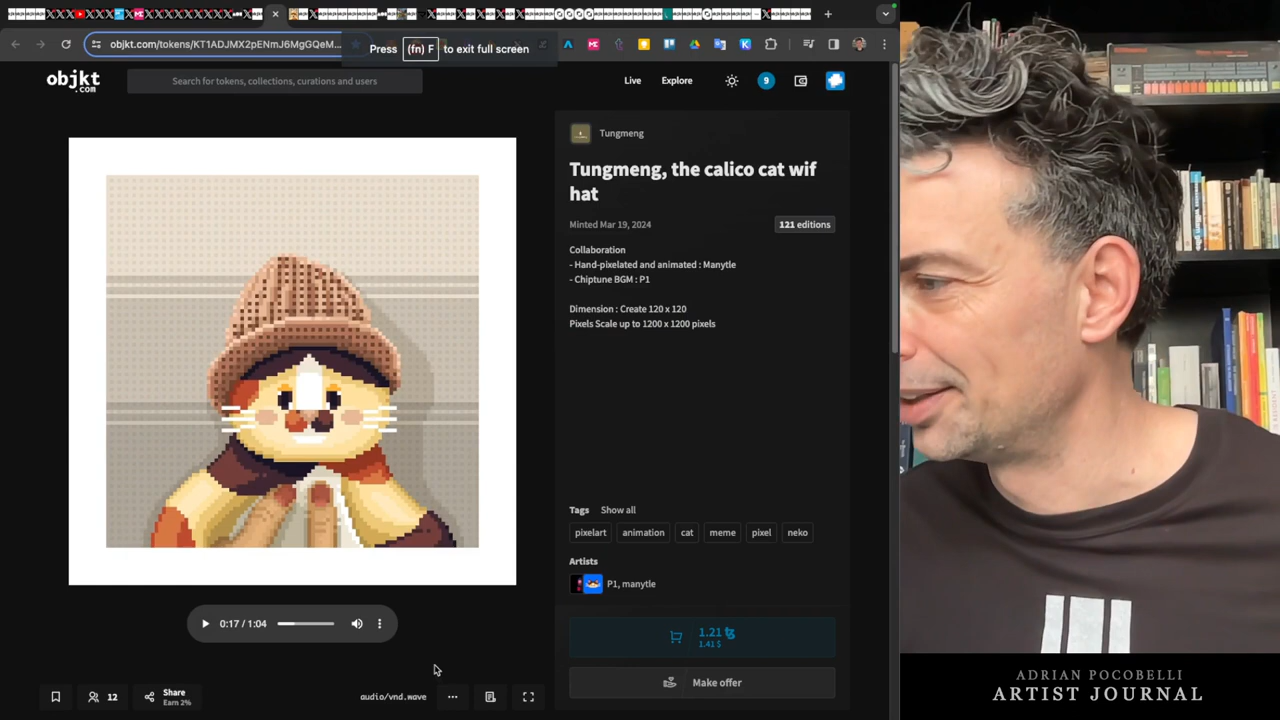 objkt.com/tokens/KT1ADJMX2pENmJ6MgGQeM...
Press (fn) F to exit full screen
objkt
.com
Search for tokens, collections, curations and users
Live
Explore
9
Tungmeng
Tungmeng, the calico cat wif
hat
Minted Mar 19, 2024
121 editions
Collaboration
- Hand-pixelated and animated : Manytle
- Chiptune BGM : P1
Dimension : Create 120 x 120
Pixels Scale up to 1200 x 1200 pixels
Tags
Show all
pixelart
animation
cat
meme
pixel
neko
Artists
P1, manytle
0:17 / 1:04
1.21
1.41 $
Make offer
12
Share
Earn 2%
audio/vnd.wave
ADRIAN POCOBELLI
ARTIST JOURNAL